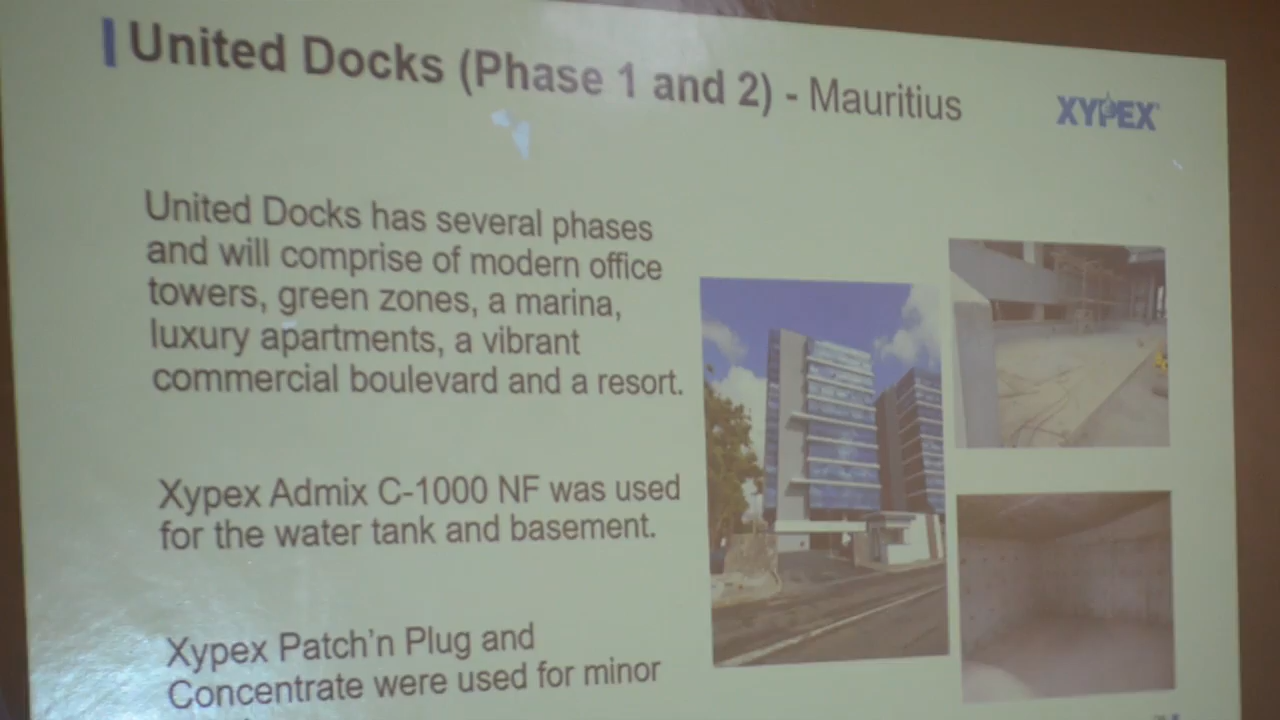 United Docks (Phase 1 and 2) - Mauritius
XYPEX
United Docks has several phases
and will comprise of modern office
towers, green zones, a marina,
luxury apartments, a vibrant
commercial boulevard and a resort.
Xypex Admix C-1000 NF was used
for the water tank and basement.
Xypex Patch'n Plug and
Concentrate were used for minor